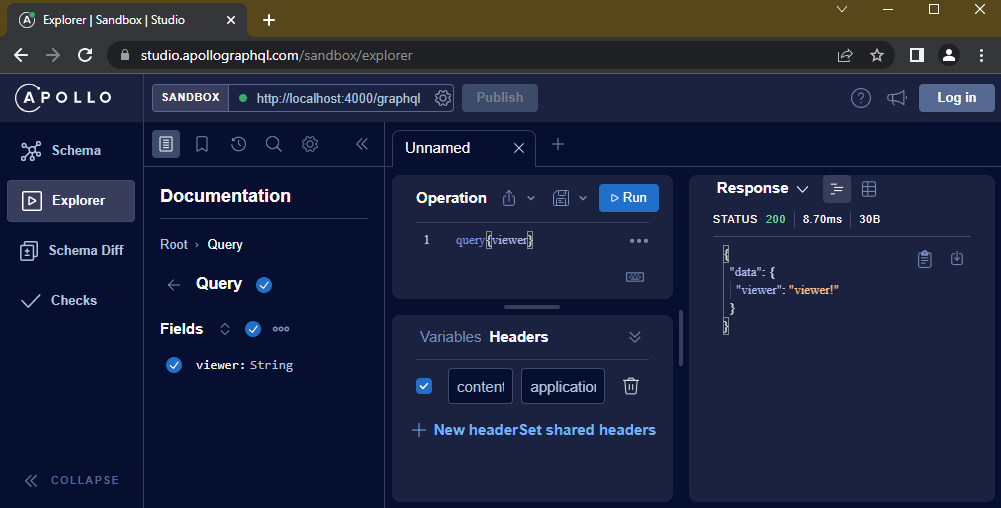 Explorer | Sandbox | Studio
studio.apollographql.com/sandbox/explorer
APOLLO
SANDBOX
http://localhost:4000/graphql
Publish
Log in
Schema
Explorer
Schema Diff
Checks
COLLAPSE
Documentation
Root › Query
Query
Fields
viewer: String
Unnamed
Operation
Run
1 query{viewer}
Variables Headers
content
application
New header
Set shared headers
Response
STATUS 200 8.70ms 30B
{
"data": {
"viewer": "viewer!"
}
}